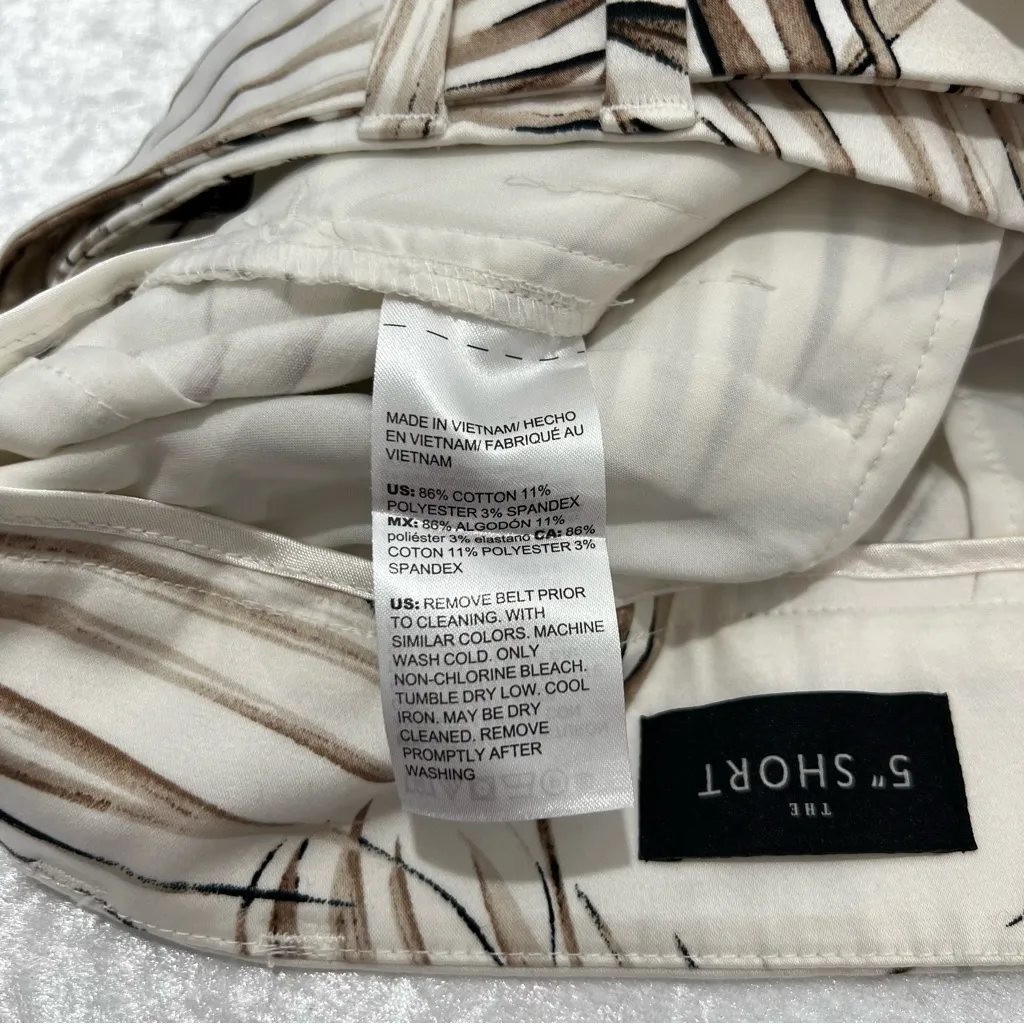 MADE IN VIETNAM/ HECHO
EN VIETNAM/ FABRIQUÉ AU
VIETNAM
US: 86% COTTON 11%
POLYESTER 3% SPANDEX
MX: 86% ALGODÓN 11%
poliéster 3% elastano CA: 86%
COTON 11% POLYESTER 3%
SPANDEX
US: REMOVE BELT PRIOR
TO CLEANING. WITH
SIMILAR COLORS. MACHINE
WASH COLD. ONLY
NON-CHLORINE BLEACH.
TUMBLE DRY LOW. COOL
IRON. MAY BE DRY
CLEANED. REMOVE
PROMPTLY AFTER
WASHING
THE
5" SHORT